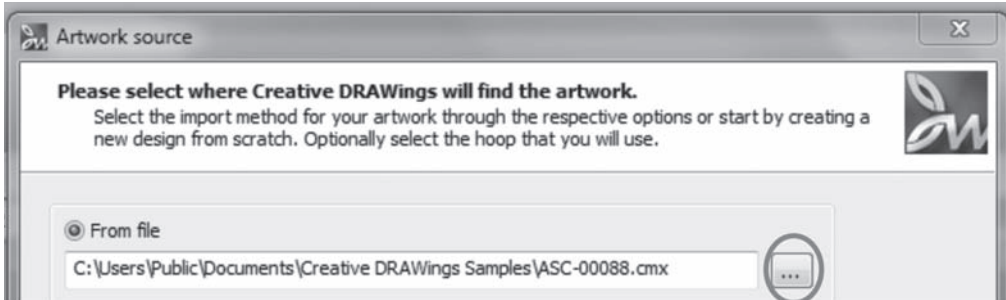 Artwork source
Please select where Creative DRAWings will find the artwork.
Select the import method for your artwork through the respective options or start by creating a
new design from scratch. Optionally select the hoop that you will use.
From file
C:\Users\Public\Documents\Creative DRAWings Samples\ASC-00088.cmx
...